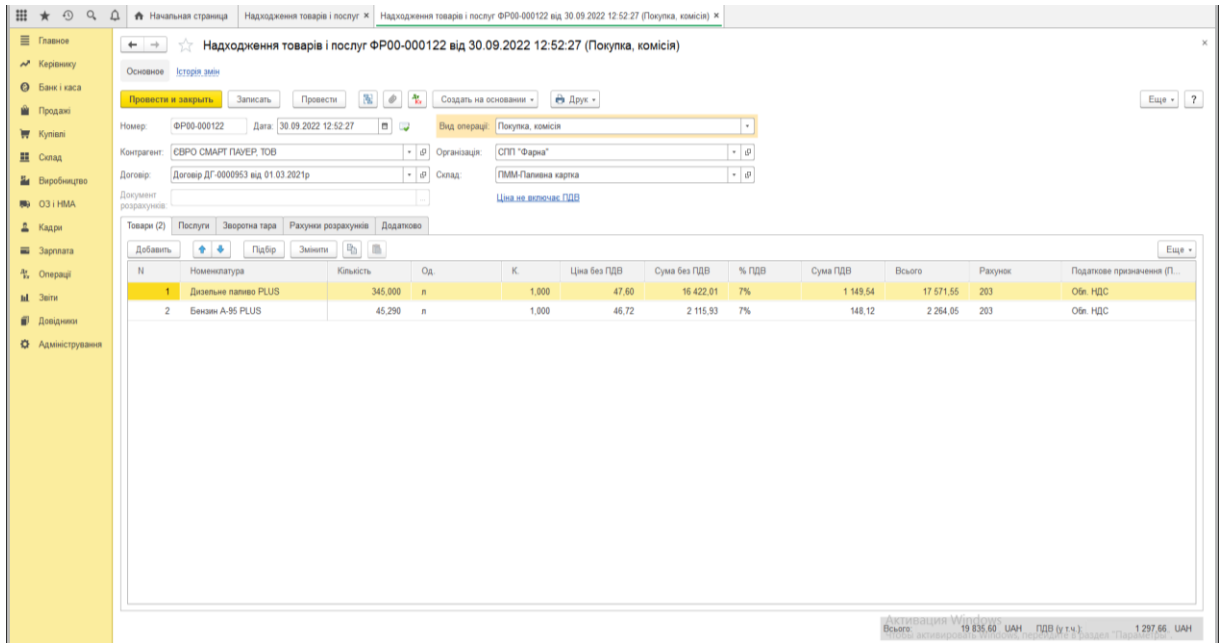 Начальная страница Надходження товарів і послуг × Надходження товарів і послуг ФР00-000122 від 30.09.2022 12:52:27 (Покупка, комісія) ×
Главное
Керівнику
Банк і каса
Продажі
Купівлі
Склад
Виробництво
ОЗ і НМА
Кадри
Зарплата
Операції
Звіти
Довідники
Адміністрування
Надходження товарів і послуг ФР00-000122 від 30.09.2022 12:52:27 (Покупка, комісія) ×
Основное Історія змін
Провести и закрыть Записать Провести Создать на основании Друк Еще ?
Номер: ФР00-000122 Дата: 30.09.2022 12:52:27 Вид операції: Покупка, комісія
Контрагент: ЄВРО СМАРТ ПАУЕР, ТОВ Організація: СПП "Фарна"
Договір: Договір ДГ-0000953 від 01.03.2021р Склад: ПММ-Паливна картка
Документ розрахунків: Ціна не включає ПДВ
Товари (2) Послуги Зворотна тара Рахунки розрахунків Додатково
Добавить Підбір Змінити Еще
N Номенклатура Кількість Од. К. Ціна без ПДВ Сума без ПДВ % ПДВ Сума ПДВ Всього Рахунок Податкове призначення (П...
1 Дизельне паливо PLUS 345,000 л 1,000 47,60 16 422,01 7% 1 149,54 17 571,55 203 Обл. НДС
2 Бензин А-95 PLUS 45,290 л 1,000 46,72 2 115,93 7% 148,12 2 264,05 203 Обл. НДС
Активация Windows
Всього: 19 835,60 UAH ПДВ (у т.ч.): 1 297,66 UAH
Чтобы активировать Windows, перейдите в раздел "Параметры".